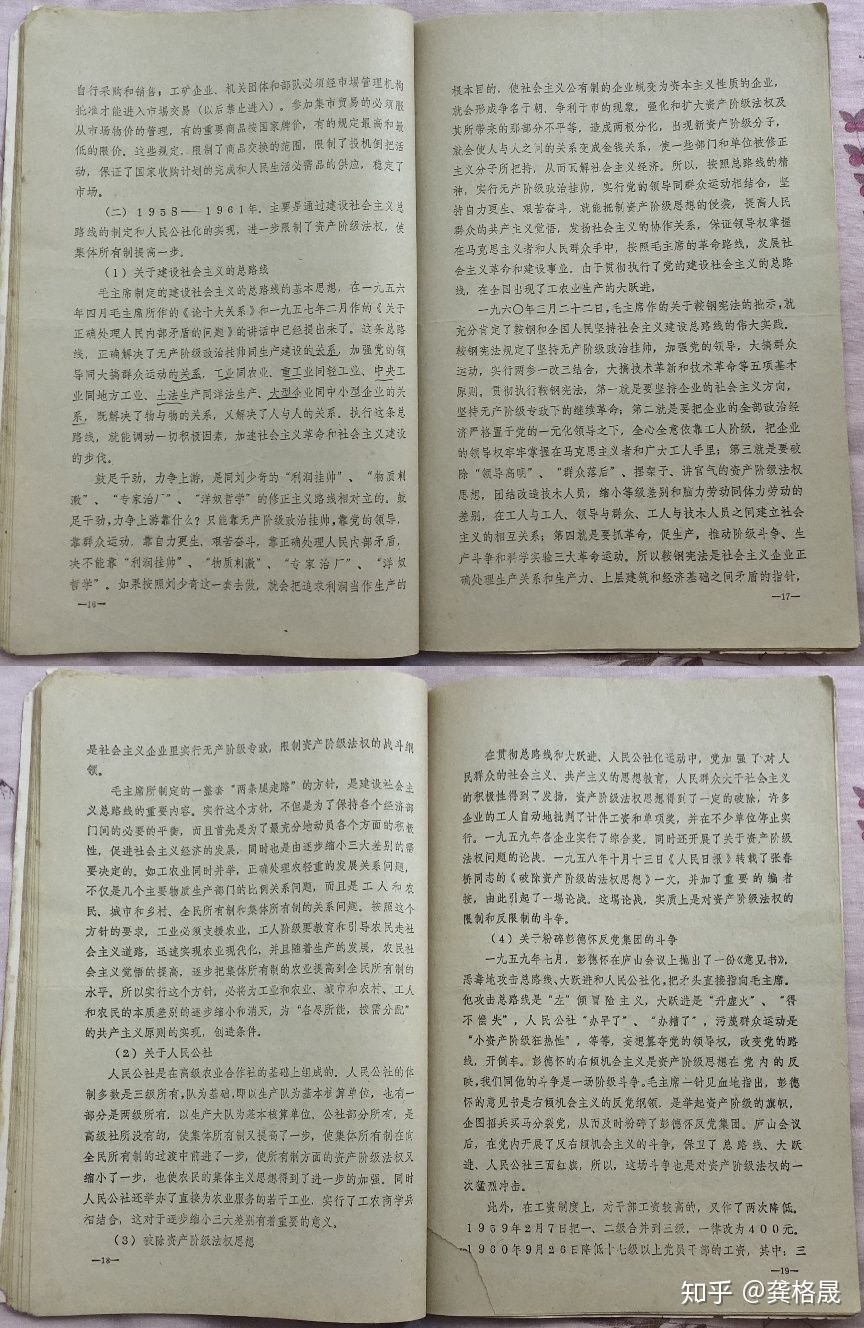 自行采购和销售；工矿企业、机关团体和部队必须经市場管理机构
批准才能进入市場交易（以后禁止进入）。参加集市貿易的必须服
从市場物价的管理，有的重要商品按国家牌价，有的规定最高和最
低的限价。这些规定，限制了商品交换的范围，限制了投机倒把活
动，保证了国家收购计划的完成和人民生活必需品的供应，稳定了
市场。
（二）1958——1961年。主要是通过建设社会主义总
路线的制定和人民公社化的实现，进一步限制了资产阶级法权，使
集体所有制提高一步。
（1）关于建设社会主义的总路线
毛主席制定的建设社会主义的总路线的基本思想，在一九五六
年四月毛主席所作的《论十大关系》和一九五七年二月作的《关于
正确处理人民内部矛盾的问题》的讲话中已经提出来了。这条总路
线，正确解决了无产阶级政治挂帅同生产建设的关系，加强党的领
导同大搞群众运动的关系，工业同农业、重工业同轻工业、中央工
业同地方工业、土法生产同洋法生产、大型企业同中小型企业的关
系，既解决了物与物的关系，又解决了人与人的关系。执行这条总
路线，就能调动一切积极因素，加速社会主义革命和社会主义建设
的步伐。
鼓足干劲，力争上游，是同刘少奇的“利润挂帅”、“物质刺
激”、“专家治厂”、“洋奴哲学”的修正主义路线相对立的。鼓
足干劲，力争上游靠什么？只能靠无产阶级政治挂帅，靠党的领导，
靠群众运动，靠自力更生，艰苦奋斗，靠正确处理人民内部矛盾，
决不能靠“利润挂帅”、“物质刺激”、“专家治厂”、“洋奴
哲学”。如果按照刘少奇这一套去做，就会把追求利润当作生产的
—16—
根本目的，使社会主义公有制的企业蜕变为资本主义性质的企业，
就会形成争名于朝，争利于市的现象，强化和扩大资产阶级法权及
其所带来的那部分不平等，造成两极分化，出现新资产阶级分子，
就会使人与人之间的关系变成金钱关系，使一些部门和单位被修正
主义分子所把持，从而瓦解社会主义经济。所以，按照总路线的精
神，实行无产阶级政治挂帅，实行党的领导同群众运动相结合，坚
持自力更生、艰苦奋斗，就能抵制资产阶级思想的侵袭，提高人民
群众的共产主义觉悟，发扬社会主义的协作关系，保证领导权掌握
在马克思主义者和人民群众手中，按照毛主席的革命路线，发展社
会主义革命和建设事业。由于贯彻执行了党的建设社会主义的总路
线，在全国出现了工农业生产的大跃进。
一九六〇年三月二十二日，毛主席作的关于鞍钢宪法的批示，就
充分肯定了鞍钢和全国人民坚持社会主义建设总路线的伟大实践。
鞍钢宪法规定了坚持无产阶级政治挂帅，加强党的领导，大搞群众
运动，实行两参一改三结合，大搞技术革新和技术革命等五项基本
原则。贯彻执行鞍钢宪法，第一就是要坚持企业的社会主义方向，
坚持无产阶级专政下的继续革命；第二就是要把企业的全部政治经
济严格置于党的一元化领导之下，全心全意依靠工人阶级，把企业
的领导权牢牢掌握在马克思主义者和广大工人手里；第三就是要破
除“领导高明”、“群众落后”、摆架子、讲官气的资产阶级法权
思想，团结改造技术人员，缩小等级差别和脑力劳动同体力劳动的
差别，在工人与工人、领导与群众、工人与技术人员之间建立社会
主义的相互关系；第四就是要抓革命，促生产，推动阶级斗争、生
产斗争和科学实验三大革命运动。所以鞍钢宪法是社会主义企业正
确处理生产关系和生产力、上层建筑和经济基础之间矛盾的指针，
—17—
是社会主义企业里实行无产阶级专政，限制资产阶级法权的战斗纲
领。
毛主席所制定的一整套“两条腿走路”的方针，是建设社会主
义总路线的重要内容。实行这个方针，不但是为了保持各个经济部
门间的必要的平衡，而且首先是为了最充分地动员各个方面的积极
性，促进社会主义经济的发展，同时也是由逐步缩小三大差别的需
要决定的。如工农业同时并举，正确处理农轻重的发展关系问题，
不仅是几个主要物质生产部门的比例关系问题，而且是工人和农
民、城市和乡村、全民所有制和集体所有制的关系问题。按照这个
方针的要求，工业必须支援农业，工人阶级要教育和引导农民走社
会主义道路，迅速实现农业现代化，并且随着生产的发展，农民社
会主义觉悟的提高，逐步把集体所有制的农业提高到全民所有制的
水平。所以实行这个方针，必将为工业和农业、城市和农村、工人
和农民的本质差别的逐步缩小和消灭，为“各尽所能，按需分配”
的共产主义原则的实现，创造条件。
（2）关于人民公社
人民公社是在高级农业合作社的基础上组成的。人民公社的体
制多数是三级所有，队为基础，即以生产队为基本核算单位，也有一
部分是两级所有，以生产大队为基本核算单位。公社部分所有，是
高级社所没有的，使集体所有制又提高了一步，使集体所有制在向
全民所有制的过渡中前进了一步，使所有制方面的资产阶级法权又
缩小了一步，也使农民的集体主义思想得到了进一步的加强。同时
人民公社还举办了直接为农业服务的若干工业，实行了工农商学兵
相结合，这对于逐步缩小三大差别有着重要的意义。
（3）破除资产阶级法权思想
—18—
在贯彻总路线和大跃进、人民公社化运动中，党加强了对人
民群众的社会主义、共产主义的思想教育，人民群众大干社会主义
的积极性得到了发扬，资产阶级法权思想得到了一定的破除，许多
企业的工人自动地批判了计件工资和单项奖，并在不少单位停止实
行。一九五九年各企业实行了综合奖。同时还开展了关于资产阶级
法权问题的论战。一九五八年十月十三日《人民日报》转载了张春
桥同志的《破除资产阶级的法权思想》一文，并加了重要的编者
按，由此引起了一場论战。这場论战，实质上是对资产阶级法权的
限制和反限制的斗争。
（4）关于粉碎彭德怀反党集团的斗争
一九五九年七月，彭德怀在庐山会议上抛出了一份《意见书》，
恶毒地攻击总路线、大跃进和人民公社化，把矛头直接指向毛主席。
他攻击总路线是“左”倾冒险主义，大跃进是“升虚火”、“得
不偿失”，人民公社“办早了”、“办糟了”，污蔑群众运动是
“小资产阶级狂热性”，等等，妄想篡夺党的领导权，改变党的路
线，开倒车。彭德怀的右倾机会主义是资产阶级思想在党内的反
映，我们同他的斗争是一场阶级斗争。毛主席一针见血地指出，彭德
怀的意见书是右倾机会主义的反党纲领，是举起资产阶级的旗帜，
企图招兵买马分裂党，从而及时粉碎了彭德怀反党集团。庐山会议
后，在党内开展了反右倾机会主义的斗争，保卫了总路线、大跃
进、人民公社三面红旗，所以，这场斗争也是对资产阶级法权的一
次猛烈冲击。
此外，在工资制度上，对干部工资较高的，又作了两次降低。
1959年2月7日把一、二级合并到三级，一律改为400元。
1960年9月26日降低十七级以上党员干部的工资，其中：三
—19—
知乎 @龚格晟